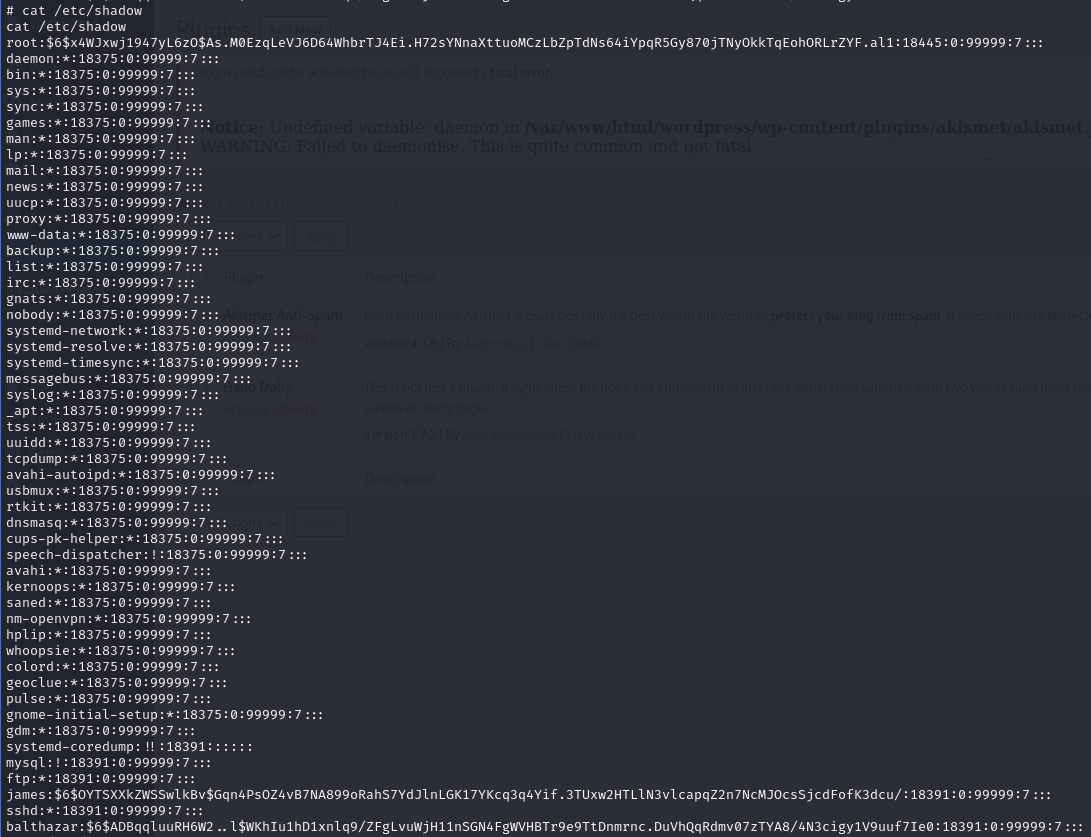 # cat /etc/shadow
cat /etc/shadow
root:$6$x4WJxwj1947yL6zO$As.M0EzqLeVJ6D64WhbrTJ4Ei.H72sYNnaXttuoMCzLbZpTdNs64iYpqR5Gy870jTNyOkkTqEohORLrZYF.al1:18445:0:99999:7:::
daemon:*:18375:0:99999:7:::
bin:*:18375:0:99999:7:::
sys:*:18375:0:99999:7:::
sync:*:18375:0:99999:7:::
games:*:18375:0:99999:7:::
man:*:18375:0:99999:7:::
lp:*:18375:0:99999:7:::
mail:*:18375:0:99999:7:::
news:*:18375:0:99999:7:::
uucp:*:18375:0:99999:7:::
proxy:*:18375:0:99999:7:::
www-data:*:18375:0:99999:7:::
backup:*:18375:0:99999:7:::
list:*:18375:0:99999:7:::
irc:*:18375:0:99999:7:::
gnats:*:18375:0:99999:7:::
nobody:*:18375:0:99999:7:::
systemd-network:*:18375:0:99999:7:::
systemd-resolve:*:18375:0:99999:7:::
systemd-timesync:*:18375:0:99999:7:::
messagebus:*:18375:0:99999:7:::
syslog:*:18375:0:99999:7:::
_apt:*:18375:0:99999:7:::
tss:*:18375:0:99999:7:::
uuidd:*:18375:0:99999:7:::
tcpdump:*:18375:0:99999:7:::
avahi-autoipd:*:18375:0:99999:7:::
usbmux:*:18375:0:99999:7:::
rtkit:*:18375:0:99999:7:::
dnsmasq:*:18375:0:99999:7:::
cups-pk-helper:*:18375:0:99999:7:::
speech-dispatcher:!:18375:0:99999:7:::
avahi:*:18375:0:99999:7:::
kernoops:*:18375:0:99999:7:::
saned:*:18375:0:99999:7:::
nm-openvpn:*:18375:0:99999:7:::
hplip:*:18375:0:99999:7:::
whoopsie:*:18375:0:99999:7:::
colord:*:18375:0:99999:7:::
geoclue:*:18375:0:99999:7:::
pulse:*:18375:0:99999:7:::
gnome-initial-setup:*:18375:0:99999:7:::
gdm:*:18375:0:99999:7:::
systemd-coredump:!!:18391::::::
mysql:!:18391:0:99999:7:::
ftp:*:18391:0:99999:7:::
james:$6$OYTSXXkZWSSwlkBv$Gqn4PsOZ4vB7NA899oRahS7YdJlnLGK17YKcq3q4Yif.3TUxw2HTLlN3vlcapqZ2n7NcMJOcsSjcdFofK3dcu/:18391:0:99999:7:::
sshd:*:18391:0:99999:7:::
balthazar:$6$ADBqqluuRH6W2..l$WKhIu1hD1xnlq9/ZFgLvuWjH11nSGN4FgWVHBTr9e9TtDnmrnc.DuVhQqRdmv07zTYA8/4N3cigy1V9uuf7Ie0:18391:0:99999:7:::
Plugins Add New
Plugin could not be activated because it triggered a fatal error.
Notice: Undefined variable: daemon in /var/www/html/wordpress/wp-content/plugins/akismet/akismet.
WARNING: Failed to daemonise. This is quite common and not fatal.
Inactive (2) | Recently Active (1)
Apply
Plugin Description
Akismet Anti-Spam Used by millions, Akismet is quite possibly the best way in the world to protect your blog from spam. It keeps your site protect
Delete
Version 4.1.5 | By Automattic | View details
Hello Dolly This is not just a plugin, it symbolizes the hope and enthusiasm of an entire generation summed up in two words sung most fam
Activate | Delete screen on every page.
Version 1.7.2 | By Matt Mullenweg | View details
Description
Apply